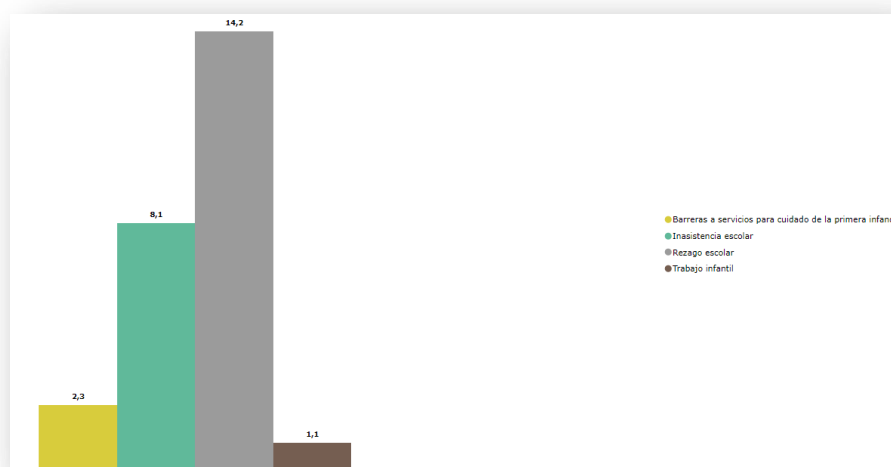 14,2
8,1
2,3
1,1
Barreras a servicios para cuidado de la primera
Inasistencia escolar
Rezago escolar
Trabajo infantil